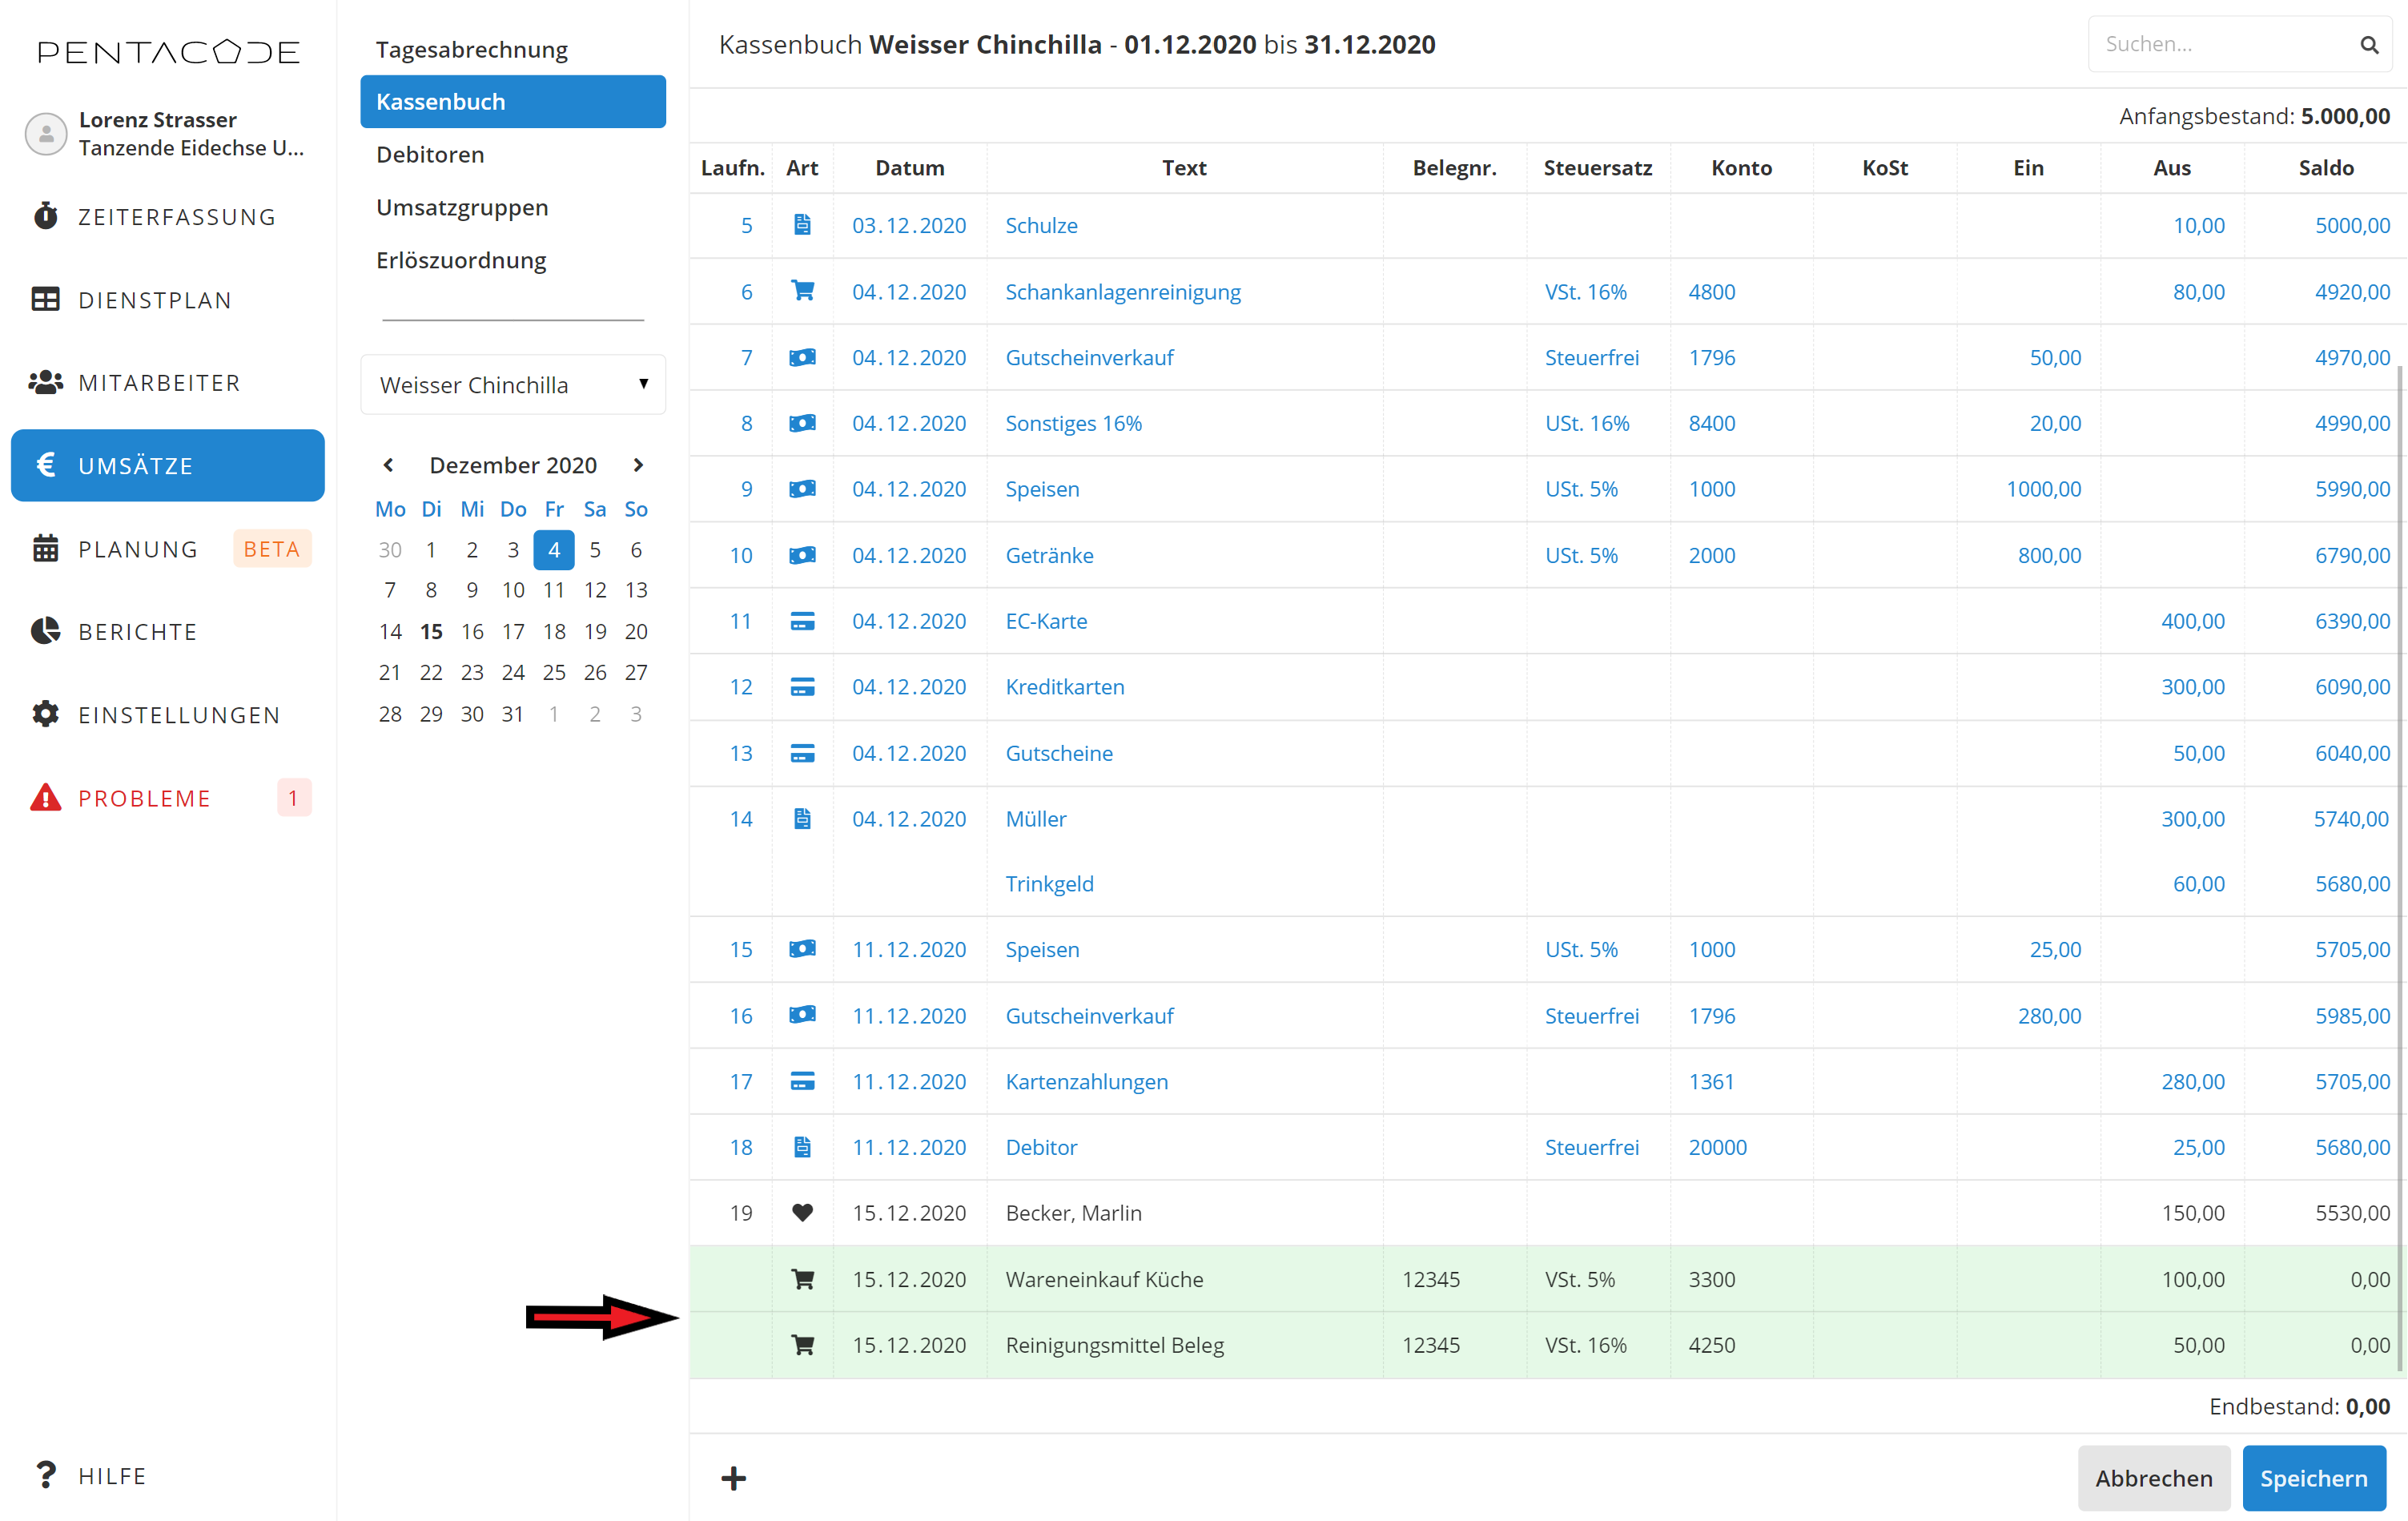 PENTACODE
Lorenz Strasser
Tanzende Eidechse U...
ZEITERFASSUNG
DIENSTPLAN
MITARBEITER
€ UMSÄTZE
PLANUNG BETA
BERICHTE
EINSTELLUNGEN
PROBLEME 1
? HILFE
Tagesabrechnung
Kassenbuch
Debitoren
Umsatzgruppen
Erlöszuordnung
Weisser Chinchilla
Dezember 2020
Mo Di Mi Do Fr Sa So
30 1 2 3 4 5 6
7 8 9 10 11 12 13
14 15 16 17 18 19 20
21 22 23 24 25 26 27
28 29 30 31 1 2 3
Kassenbuch Weisser Chinchilla - 01.12.2020 bis 31.12.2020
Suchen...
Anfangsbestand: 5.000,00
Laufn. Art Datum Text Belegnr. Steuersatz Konto KoSt Ein Aus Saldo
5 03.12.2020 Schulze 10,00 5000,00
6 04.12.2020 Schankanlagenreinigung VSt. 16% 4800 80,00 4920,00
7 04.12.2020 Gutscheinverkauf Steuerfrei 1796 50,00 4970,00
8 04.12.2020 Sonstiges 16% USt. 16% 8400 20,00 4990,00
9 04.12.2020 Speisen USt. 5% 1000 1000,00 5990,00
10 04.12.2020 Getränke USt. 5% 2000 800,00 6790,00
11 04.12.2020 EC-Karte 400,00 6390,00
12 04.12.2020 Kreditkarten 300,00 6090,00
13 04.12.2020 Gutscheine 50,00 6040,00
14 04.12.2020 Müller 300,00 5740,00
Trinkgeld 60,00 5680,00
15 11.12.2020 Speisen USt. 5% 1000 25,00 5705,00
16 11.12.2020 Gutscheinverkauf Steuerfrei 1796 280,00 5985,00
17 11.12.2020 Kartenzahlungen 1361 280,00 5705,00
18 11.12.2020 Debitor Steuerfrei 20000 25,00 5680,00
19 15.12.2020 Becker, Marlin 150,00 5530,00
15.12.2020 Wareneinkauf Küche 12345 VSt. 5% 3300 100,00 0,00
15.12.2020 Reinigungsmittel Beleg 12345 VSt. 16% 4250 50,00 0,00
Endbestand: 0,00
+ Abbrechen Speichern